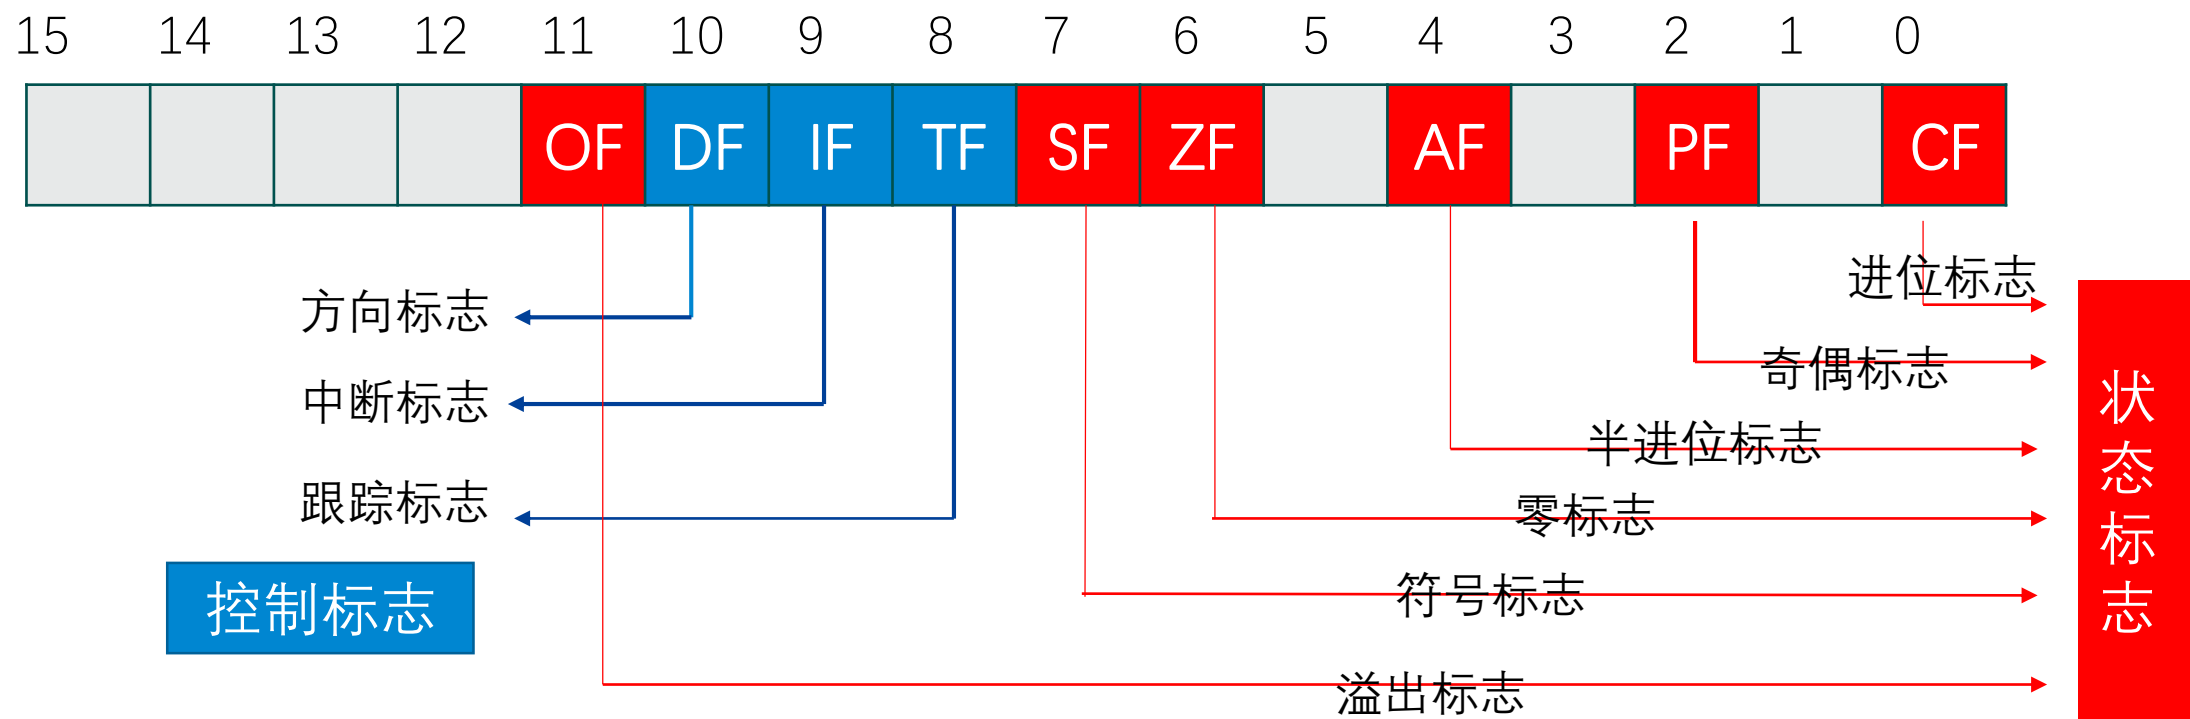 15 14 13 12 11 10 9 8 7 6 5 4 3 2 1 0
OF DF IF TF SF ZF AF PF CF
进位标志
方向标志
奇偶标志
中断标志
半进位标志
跟踪标志
零标志
控制标志
符号标志
溢出标志
状态标志